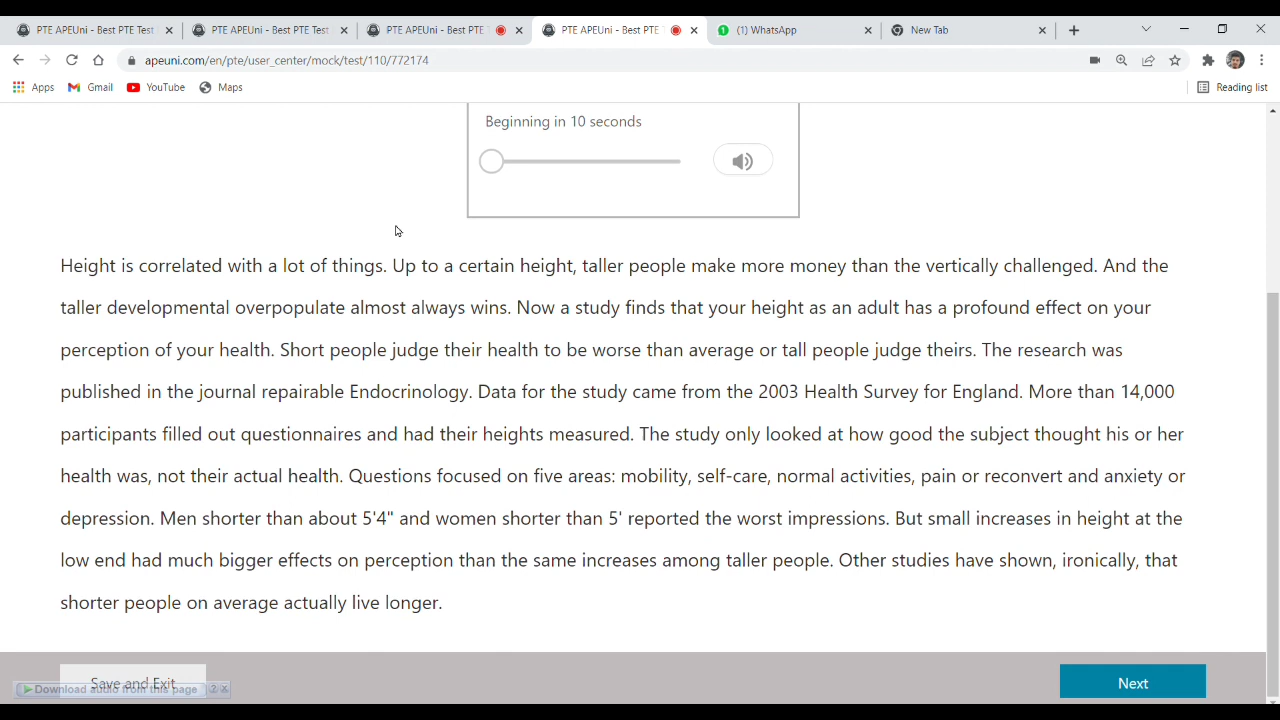 PTE APEUni - Best PTE Test
PTE APEUni - Best PTE Test
PTE APEUni - Best PTE
PTE APEUni - Best PTE
(1) WhatsApp
New Tab
apeuni.com/en/pte/user_center/mock/test/110/772174
Apps
Gmail
YouTube
Maps
Reading list
Beginning in 10 seconds
Height is correlated with a lot of things. Up to a certain height, taller people make more money than the vertically challenged. And the
taller developmental overpopulate almost always wins. Now a study finds that your height as an adult has a profound effect on your
perception of your health. Short people judge their health to be worse than average or tall people judge theirs. The research was
published in the journal repairable Endocrinology. Data for the study came from the 2003 Health Survey for England. More than 14,000
participants filled out questionnaires and had their heights measured. The study only looked at how good the subject thought his or her
health was, not their actual health. Questions focused on five areas: mobility, self-care, normal activities, pain or reconvert and anxiety or
depression. Men shorter than about 5'4" and women shorter than 5' reported the worst impressions. But small increases in height at the
low end had much bigger effects on perception than the same increases among taller people. Other studies have shown, ironically, that
shorter people on average actually live longer.
Save and Exit
Download audio from this page
Next